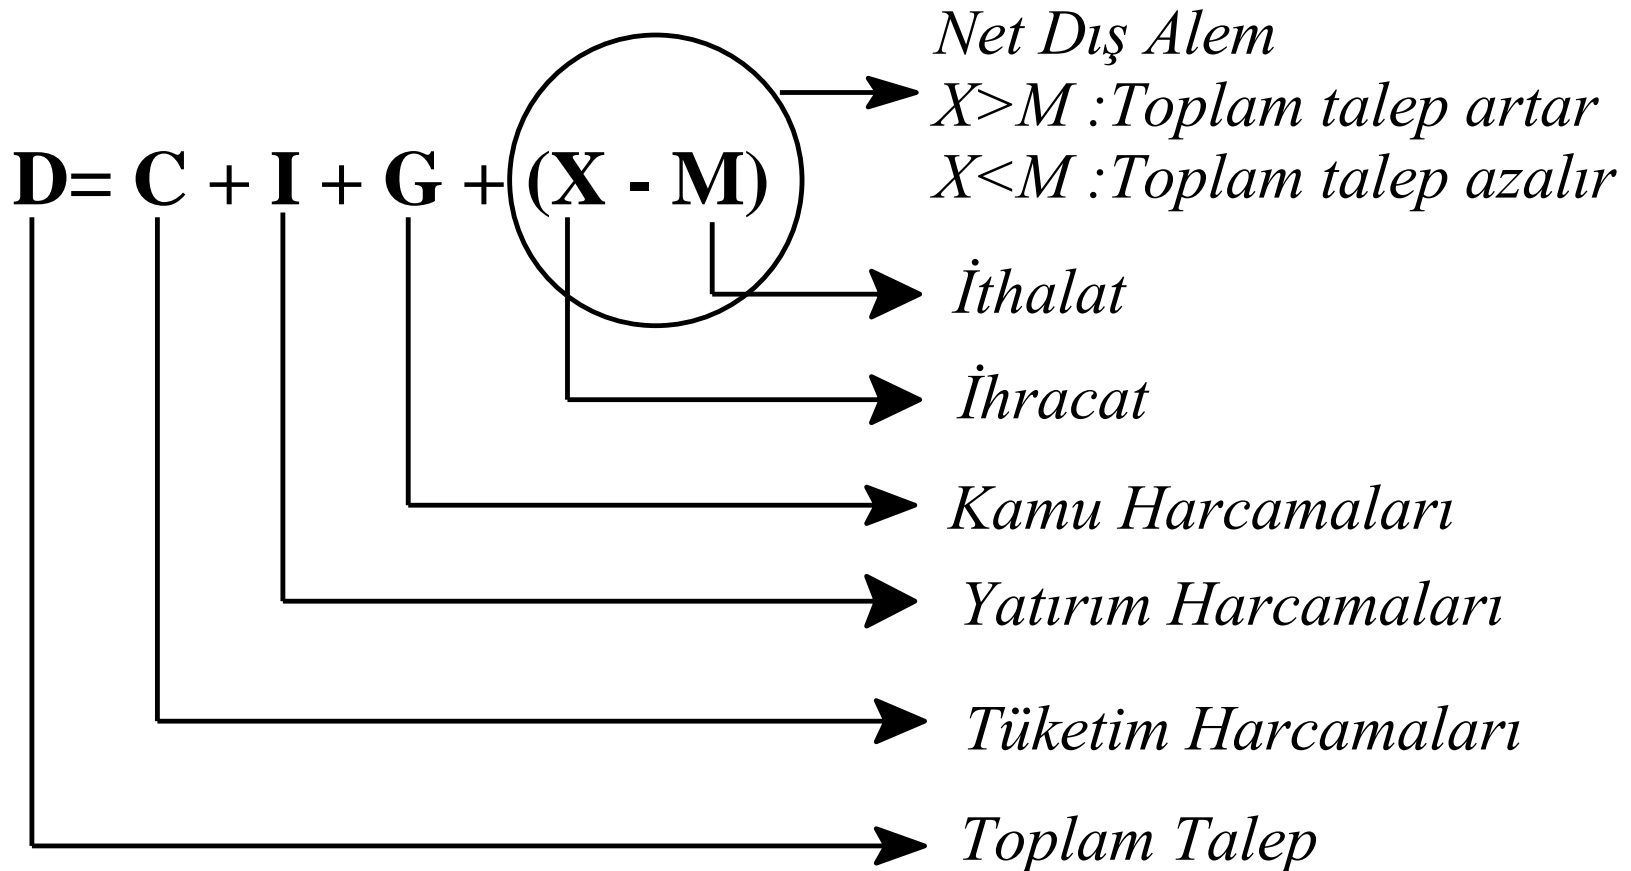 Net Dış Alem
X>M :Toplam talep artar
D= C + I + G + (X - M)
X<M :Toplam talep azalır
İthalat
İhracat
Kamu Harcamaları
Yatırım Harcamaları
Tüketim Harcamaları
Toplam Talep